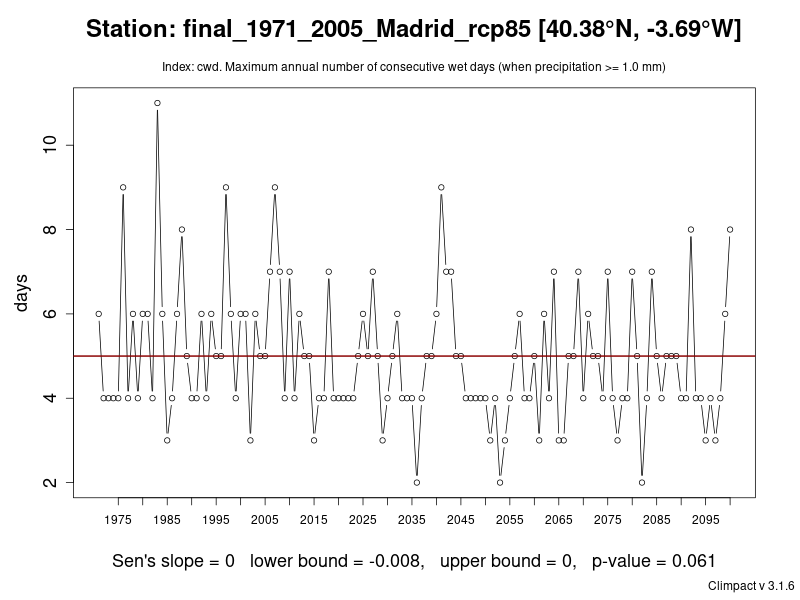 Station: final_1971_2005_Madrid_rcp85 [40.38°N, -3.69°W]
Index: cwd. Maximum annual number of consecutive wet days (when precipitation >= 1.0 mm)
10
8
6
4
2
days
1975 1985 1995 2005 2015 2025 2035 2045 2055 2065 2075 2085 2095
Sen's slope = 0 lower bound = -0.008, upper bound = 0, p-value = 0.061
Climpact v 3.1.6